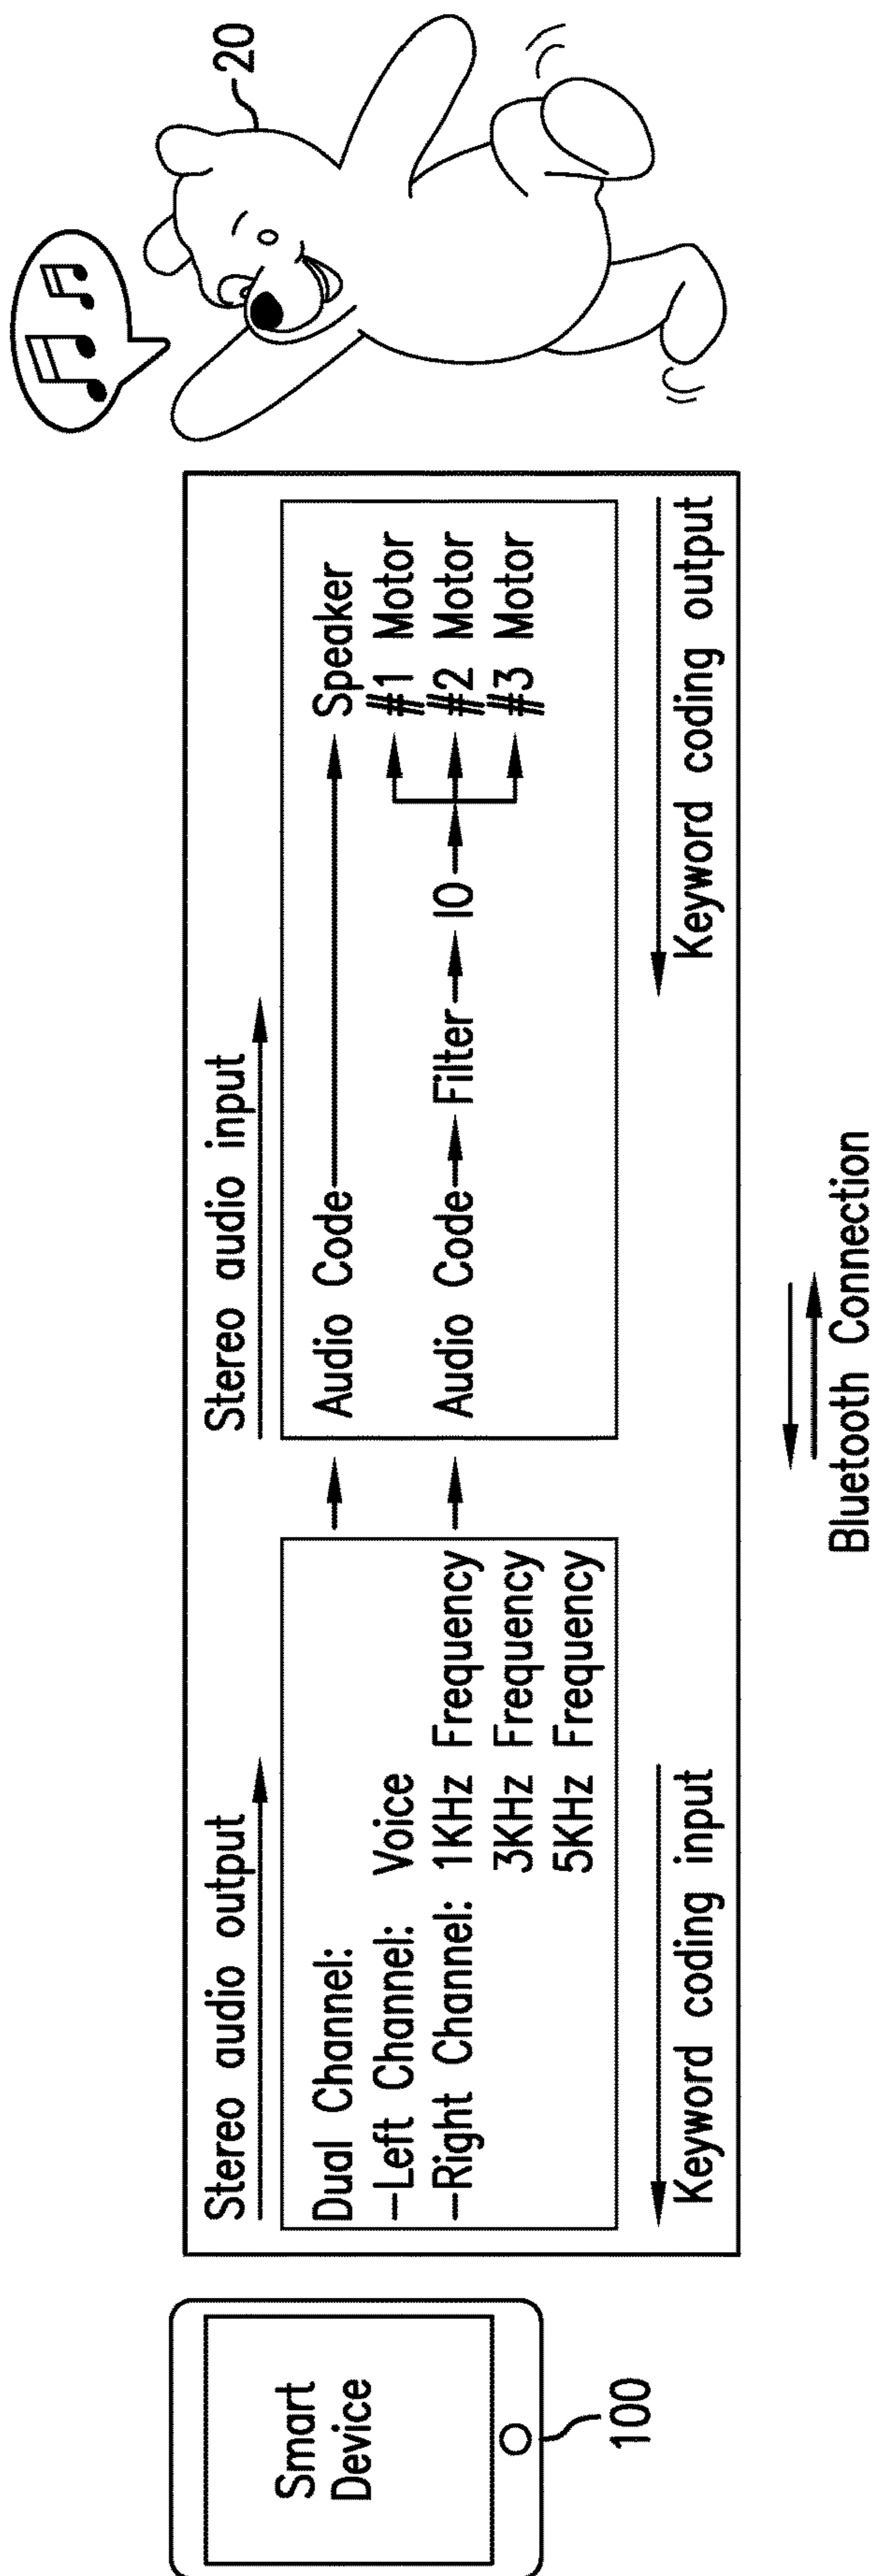 Smart
Device
100
Stereo audio output
Dual Channel:
–Left Channel: Voice
–Right Channel: 1KHz Frequency
3KHz Frequency
5KHz Frequency
Keyword coding input
Stereo audio input
Audio Code Speaker
#1 Motor
Audio Code Filter IO #2 Motor
#3 Motor
Keyword coding output
Bluetooth Connection
20